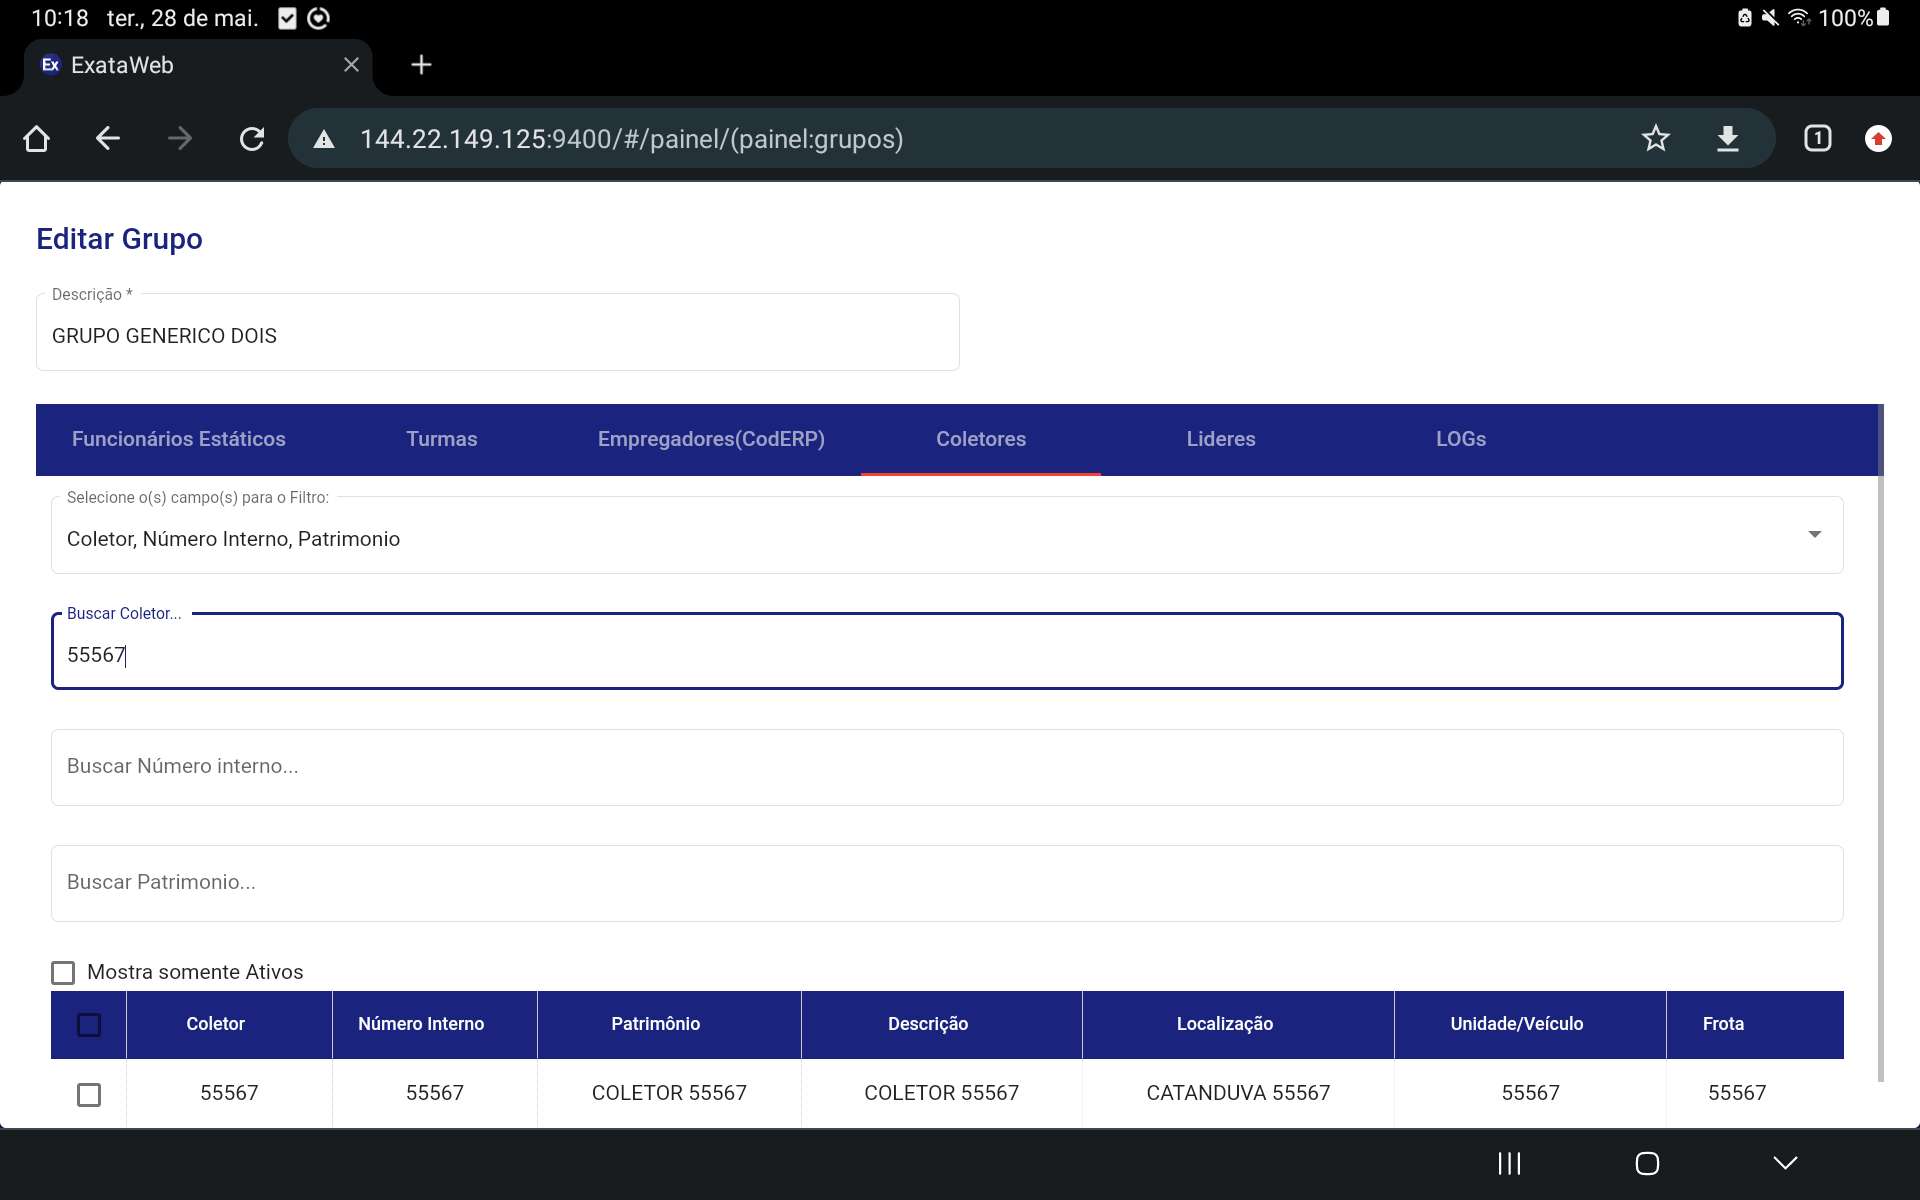 10:18 ter., 28 de mai. 100%
Ex ExataWeb
144.22.149.125:9400/#/painel/(painel:grupos) 1
Editar Grupo
Descrição *
GRUPO GENERICO DOIS
Funcionários Estáticos Turmas Empregadores(CodERP) Coletores Lideres LOGs
Selecione o(s) campo(s) para o Filtro:
Coletor, Número Interno, Patrimonio
Buscar Coletor...
55567
Buscar Número interno...
Buscar Patrimonio...
Mostra somente Ativos
Coletor Número Interno Patrimônio Descrição Localização Unidade/Veículo Frota
55567 55567 COLETOR 55567 COLETOR 55567 CATANDUVA 55567 55567 55567